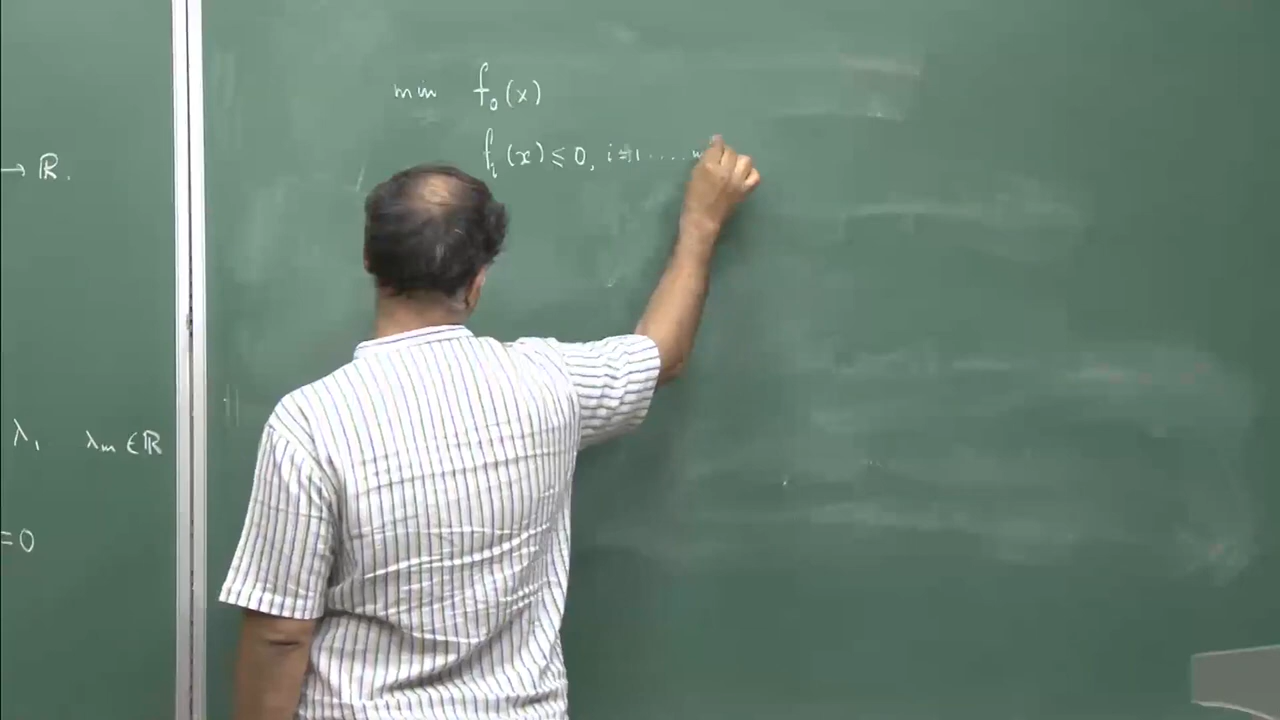 → ℝ.
λ₁ λₘ ∈ ℝ
=0
min f₀(x)
fᵢ(x) ≤ 0, i=1....m